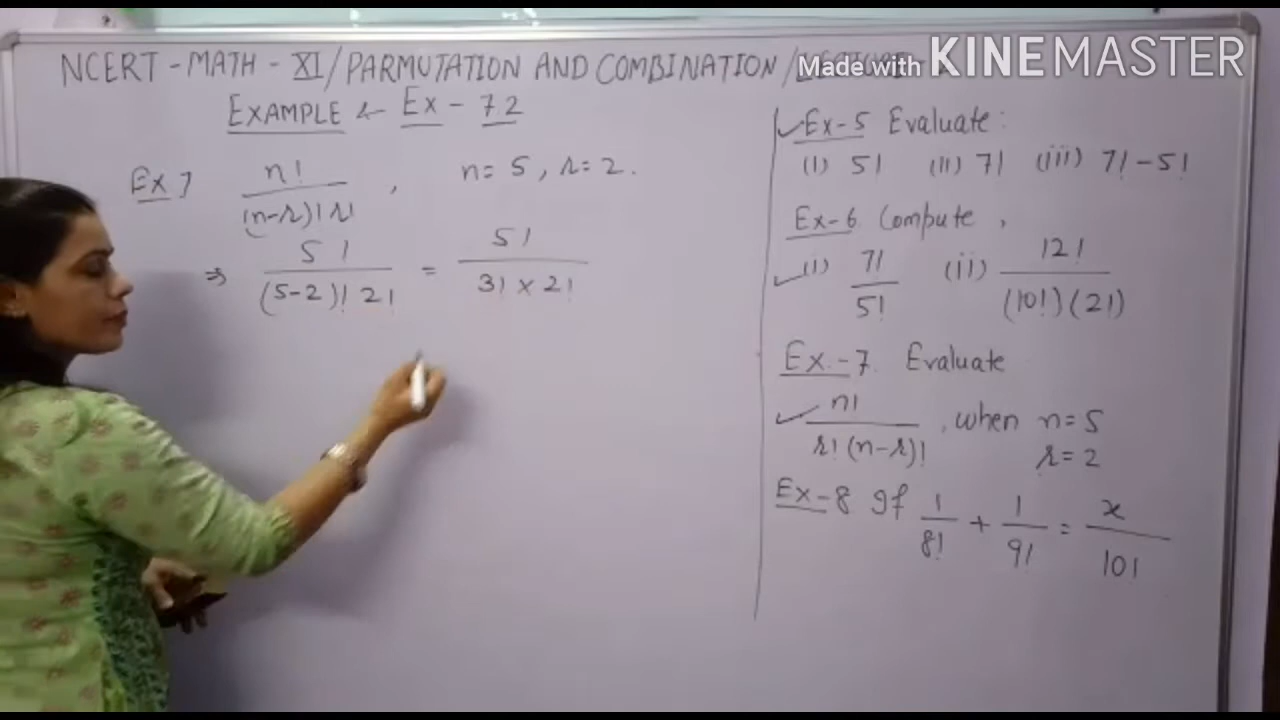 NCERT - MATH - XI / PARMUTATION AND COMBINATION /
Made with KINEMASTER
EXAMPLE & Ex - 7.2
Ex 7 n! / (n-r)! r! , n = 5 , r = 2.
⇒ 5! / (5-2)! 2! = 5! / 3! × 2!
Ex-5 Evaluate:
(i) 5! (ii) 7! (iii) 7! - 5!
Ex-6 Compute,
(i) 7! / 5! (ii) 12! / (10!) (2!)
Ex.-7. Evaluate
n! / r! (n-r)! , when n = 5
r = 2
Ex-8 If 1/8! + 1/9! = x/10!